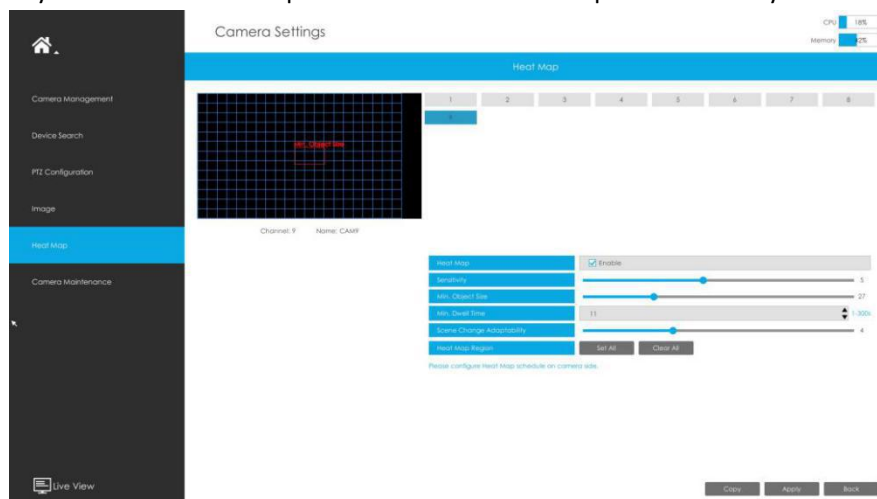 Camera Settings
CPU 18%
Memory 42%
Heat Map
Camera Management
Device Search
PTZ Configuration
Image
Heat Map
Camera Maintenance
Live View
1 2 3 4 5 6 7 8
9
Min. Object Size
Channel: 9 Name: CAM9
Heat Map Enable
Sensitivity 5
Min. Object Size 27
Min. Dwell Time 11 1-300s
Scene Change Adaptability 4
Heat Map Region Set All Clear All
Please configure Heat Map schedule on camera side.
Copy Apply Back